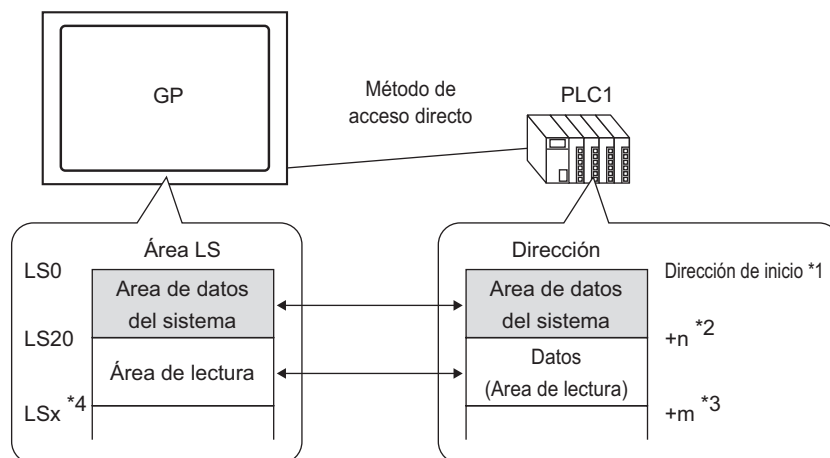 GP
Método de
acceso directo
PLC1
Área LS
LS0
Area de datos
del sistema
LS20
Área de lectura
LSx *4
Dirección
Dirección de inicio *1
Area de datos
del sistema
+n *2
Datos
(Area de lectura)
+m *3